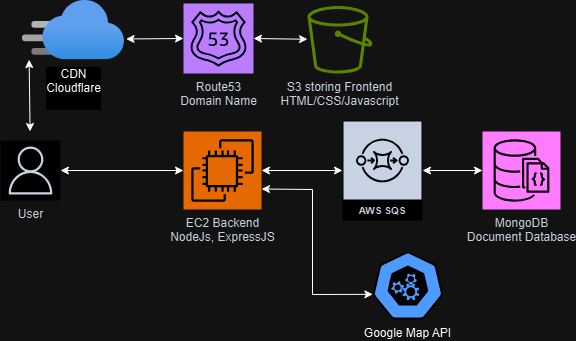 CDN
Cloudflare
53
Route53
Domain Name
S3 storing Frontend
HTML/CSS/Javascript
User
EC2 Backend
NodeJs, ExpressJS
AWS SQS
{}
MongoDB
Document Database
Google Map API